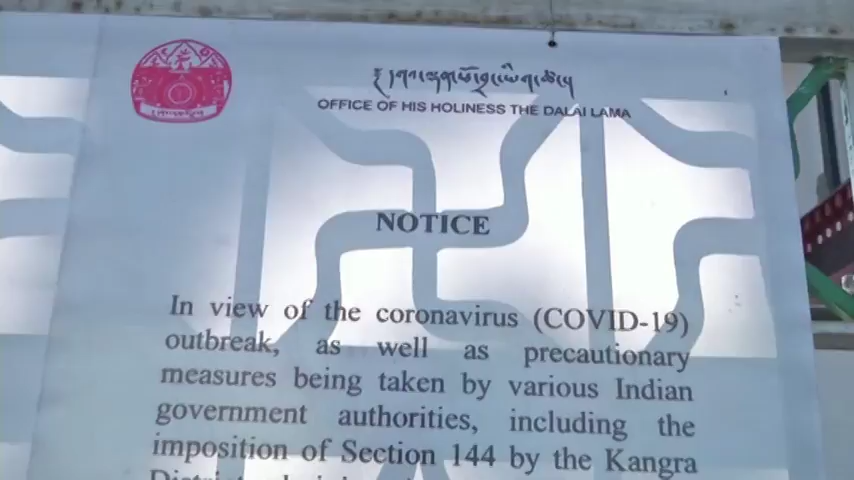 OFFICE OF HIS HOLINESS THE DALAI LAMA
NOTICE
In view of the coronavirus (COVID-19)
outbreak, as well as precautionary
measures being taken by various Indian
government authorities, including the
imposition of Section 144 by the Kangra